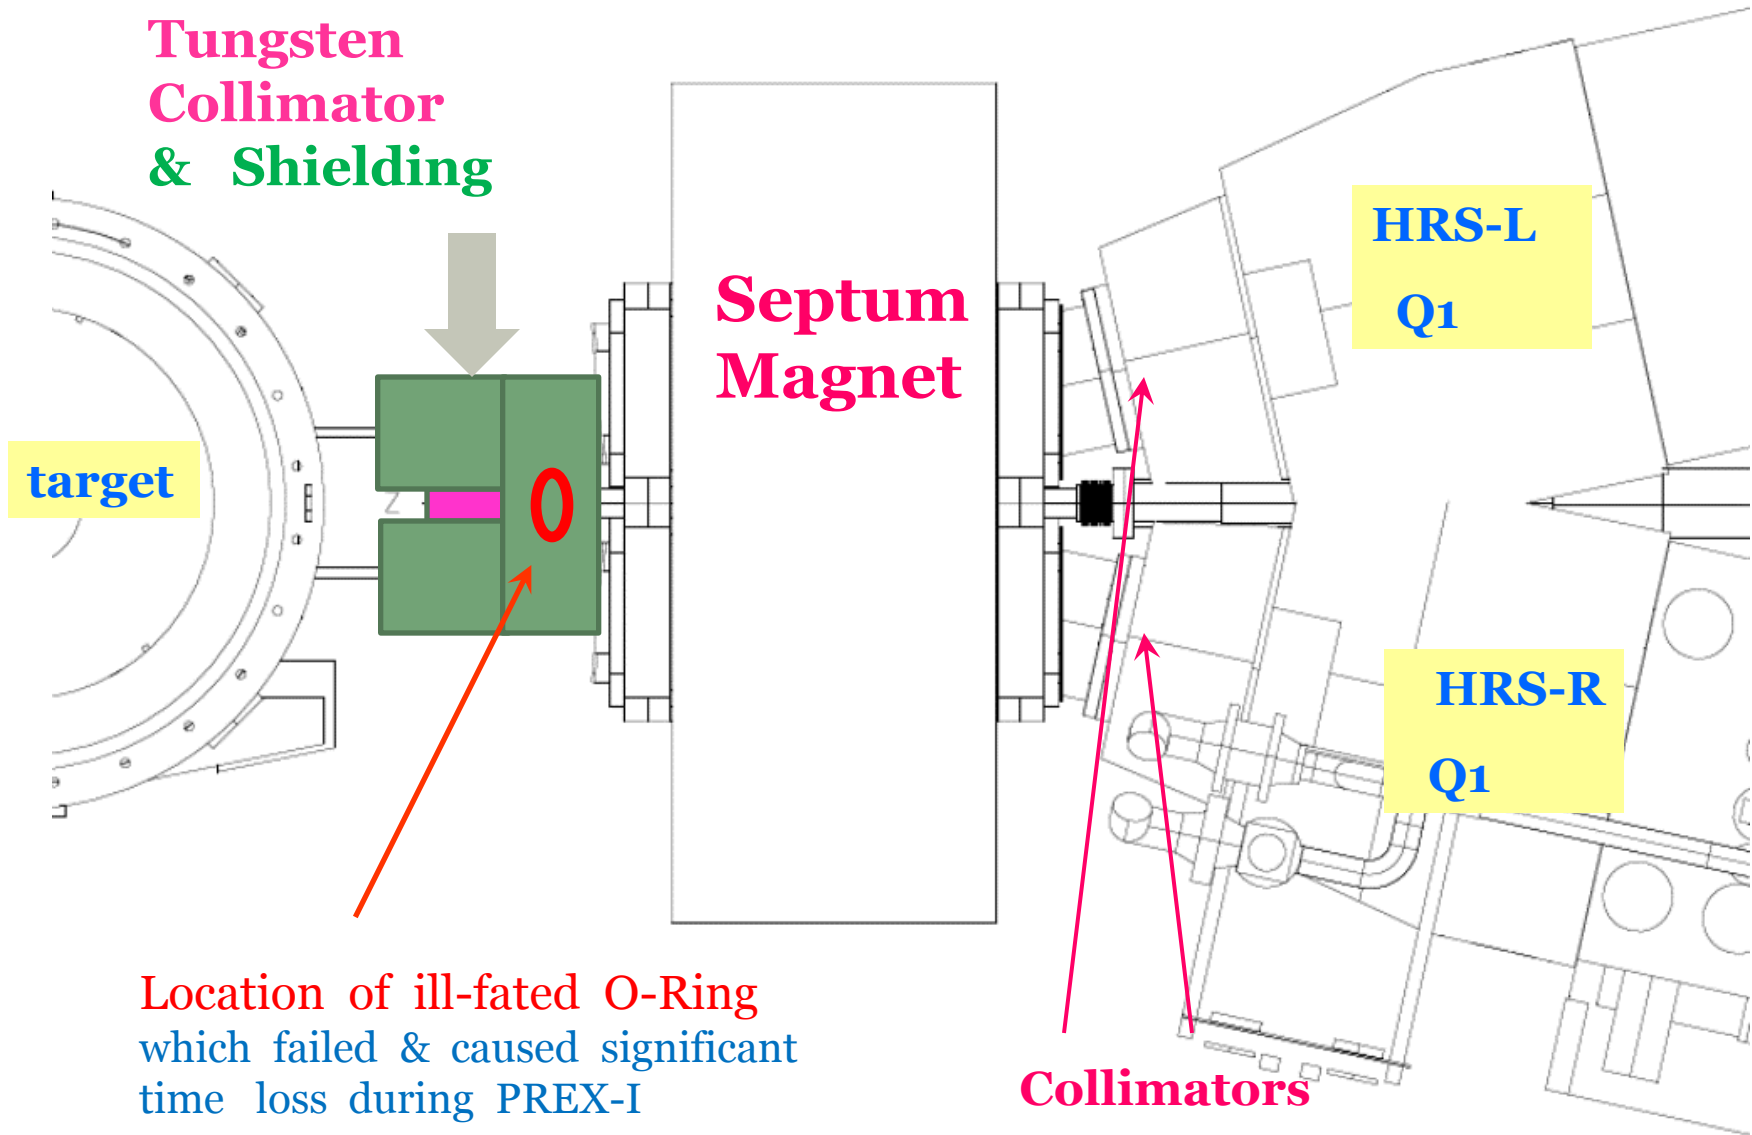 Tungsten
Collimator
& Shielding
HRS-L
Q1
Septum
Magnet
target
Z
HRS-R
Q1
Location of ill-fated O-Ring
which failed & caused significant
time loss during PREX-I
Collimators